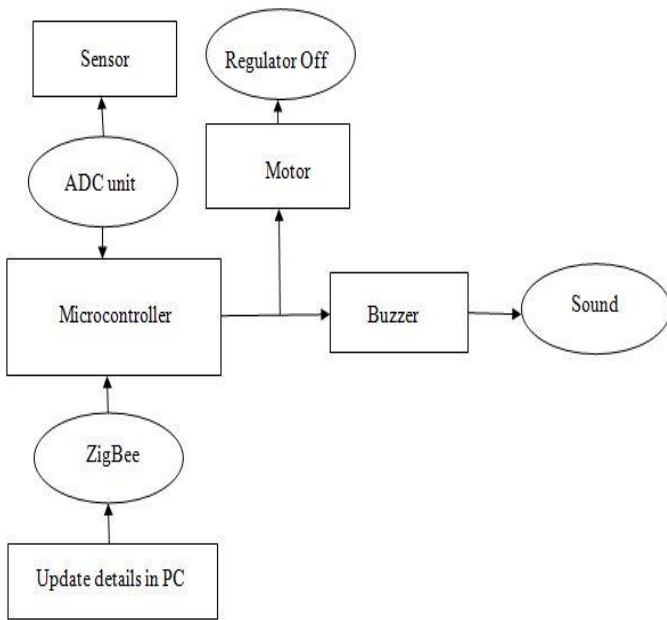 Sensor
Regulator Off
ADC unit
Motor
Microcontroller
Buzzer
Sound
ZigBee
Update details in PC